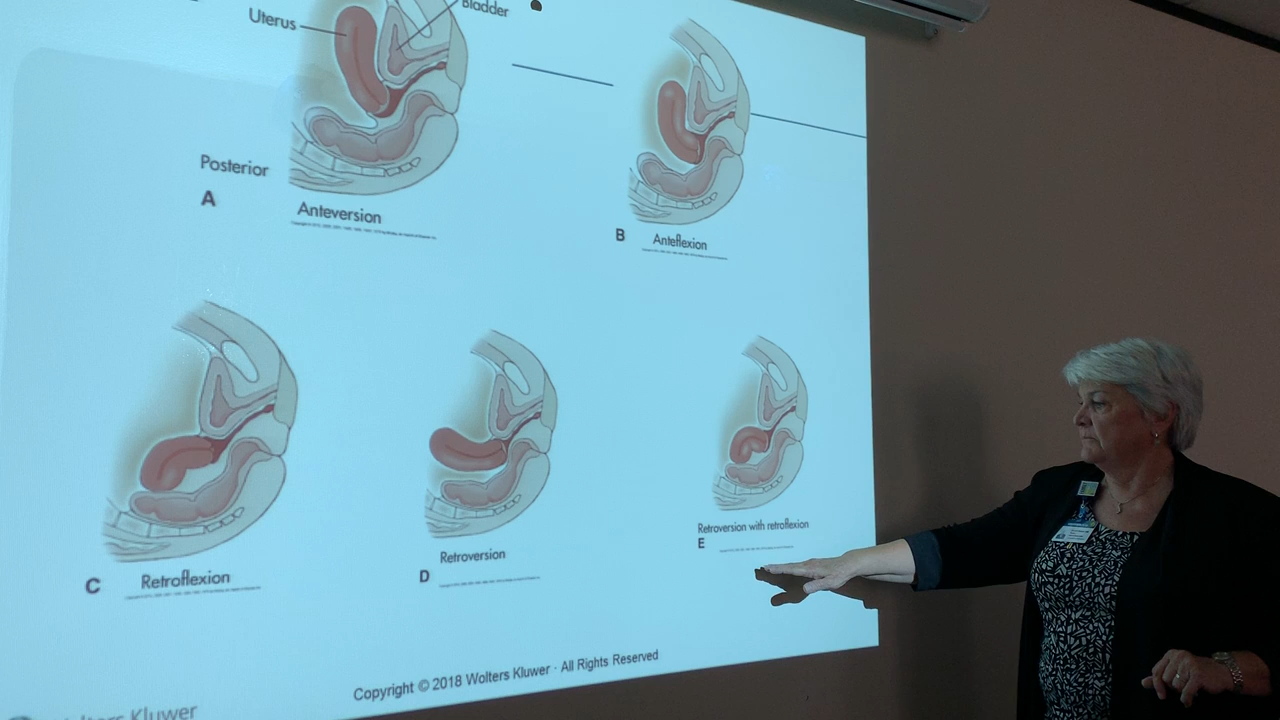 Uterus
Bladder
Posterior
A
Anteversion
B
Anteflexion
C
Retroflexion
D
Retroversion
Retroversion with retroflexion
E
Copyright © 2018 Wolters Kluwer · All Rights Reserved
Wolters Kluwer